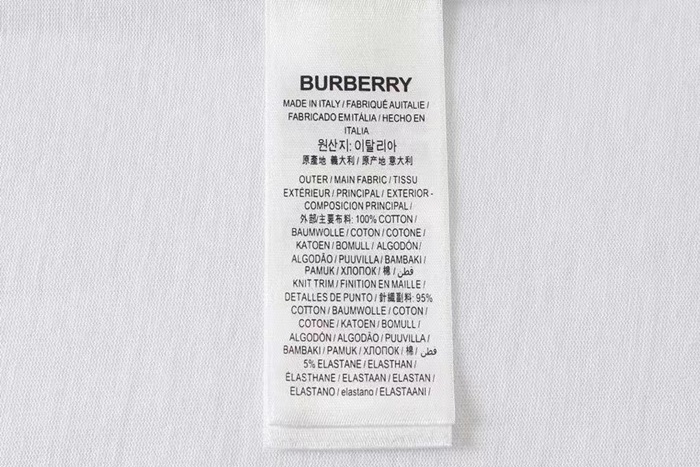 BURBERRY
MADE IN ITALY / FABRIQUÉ AUITALIE /
FABRICADO EM ITÁLIA / HECHO EN
ITALIA
원산지: 이탈리아
原產地 義大利 / 原产地 意大利
OUTER / MAIN FABRIC / TISSU
EXTÉRIEUR / PRINCIPAL / EXTERIOR -
COMPOSICIÓN PRINCIPAL /
外部/主要布料: 100% COTTON /
BAUMWOLLE / COTON / COTONE /
KATOEN / BOMULL / ALGODÓN /
ALGODÃO / PUUVILLA / BAMBAKI /
PAMUK / ХЛОПОК / 棉 / قطن /
KNIT TRIM / FINITION EN MAILLE /
DETALLES DE PUNTO / 針織副料: 95%
COTTON / BAUMWOLLE / COTON /
COTONE / KATOEN / BOMULL /
ALGODÓN / ALGODÃO / PUUVILLA /
BAMBAKI / PAMUK / ХЛОПОК / 棉 / قطن
5% ELASTANE / ELASTHAN /
ÉLASTHANE / ELASTAAN / ELASTAN /
ELASTANO / elastano / ELASTAANI /